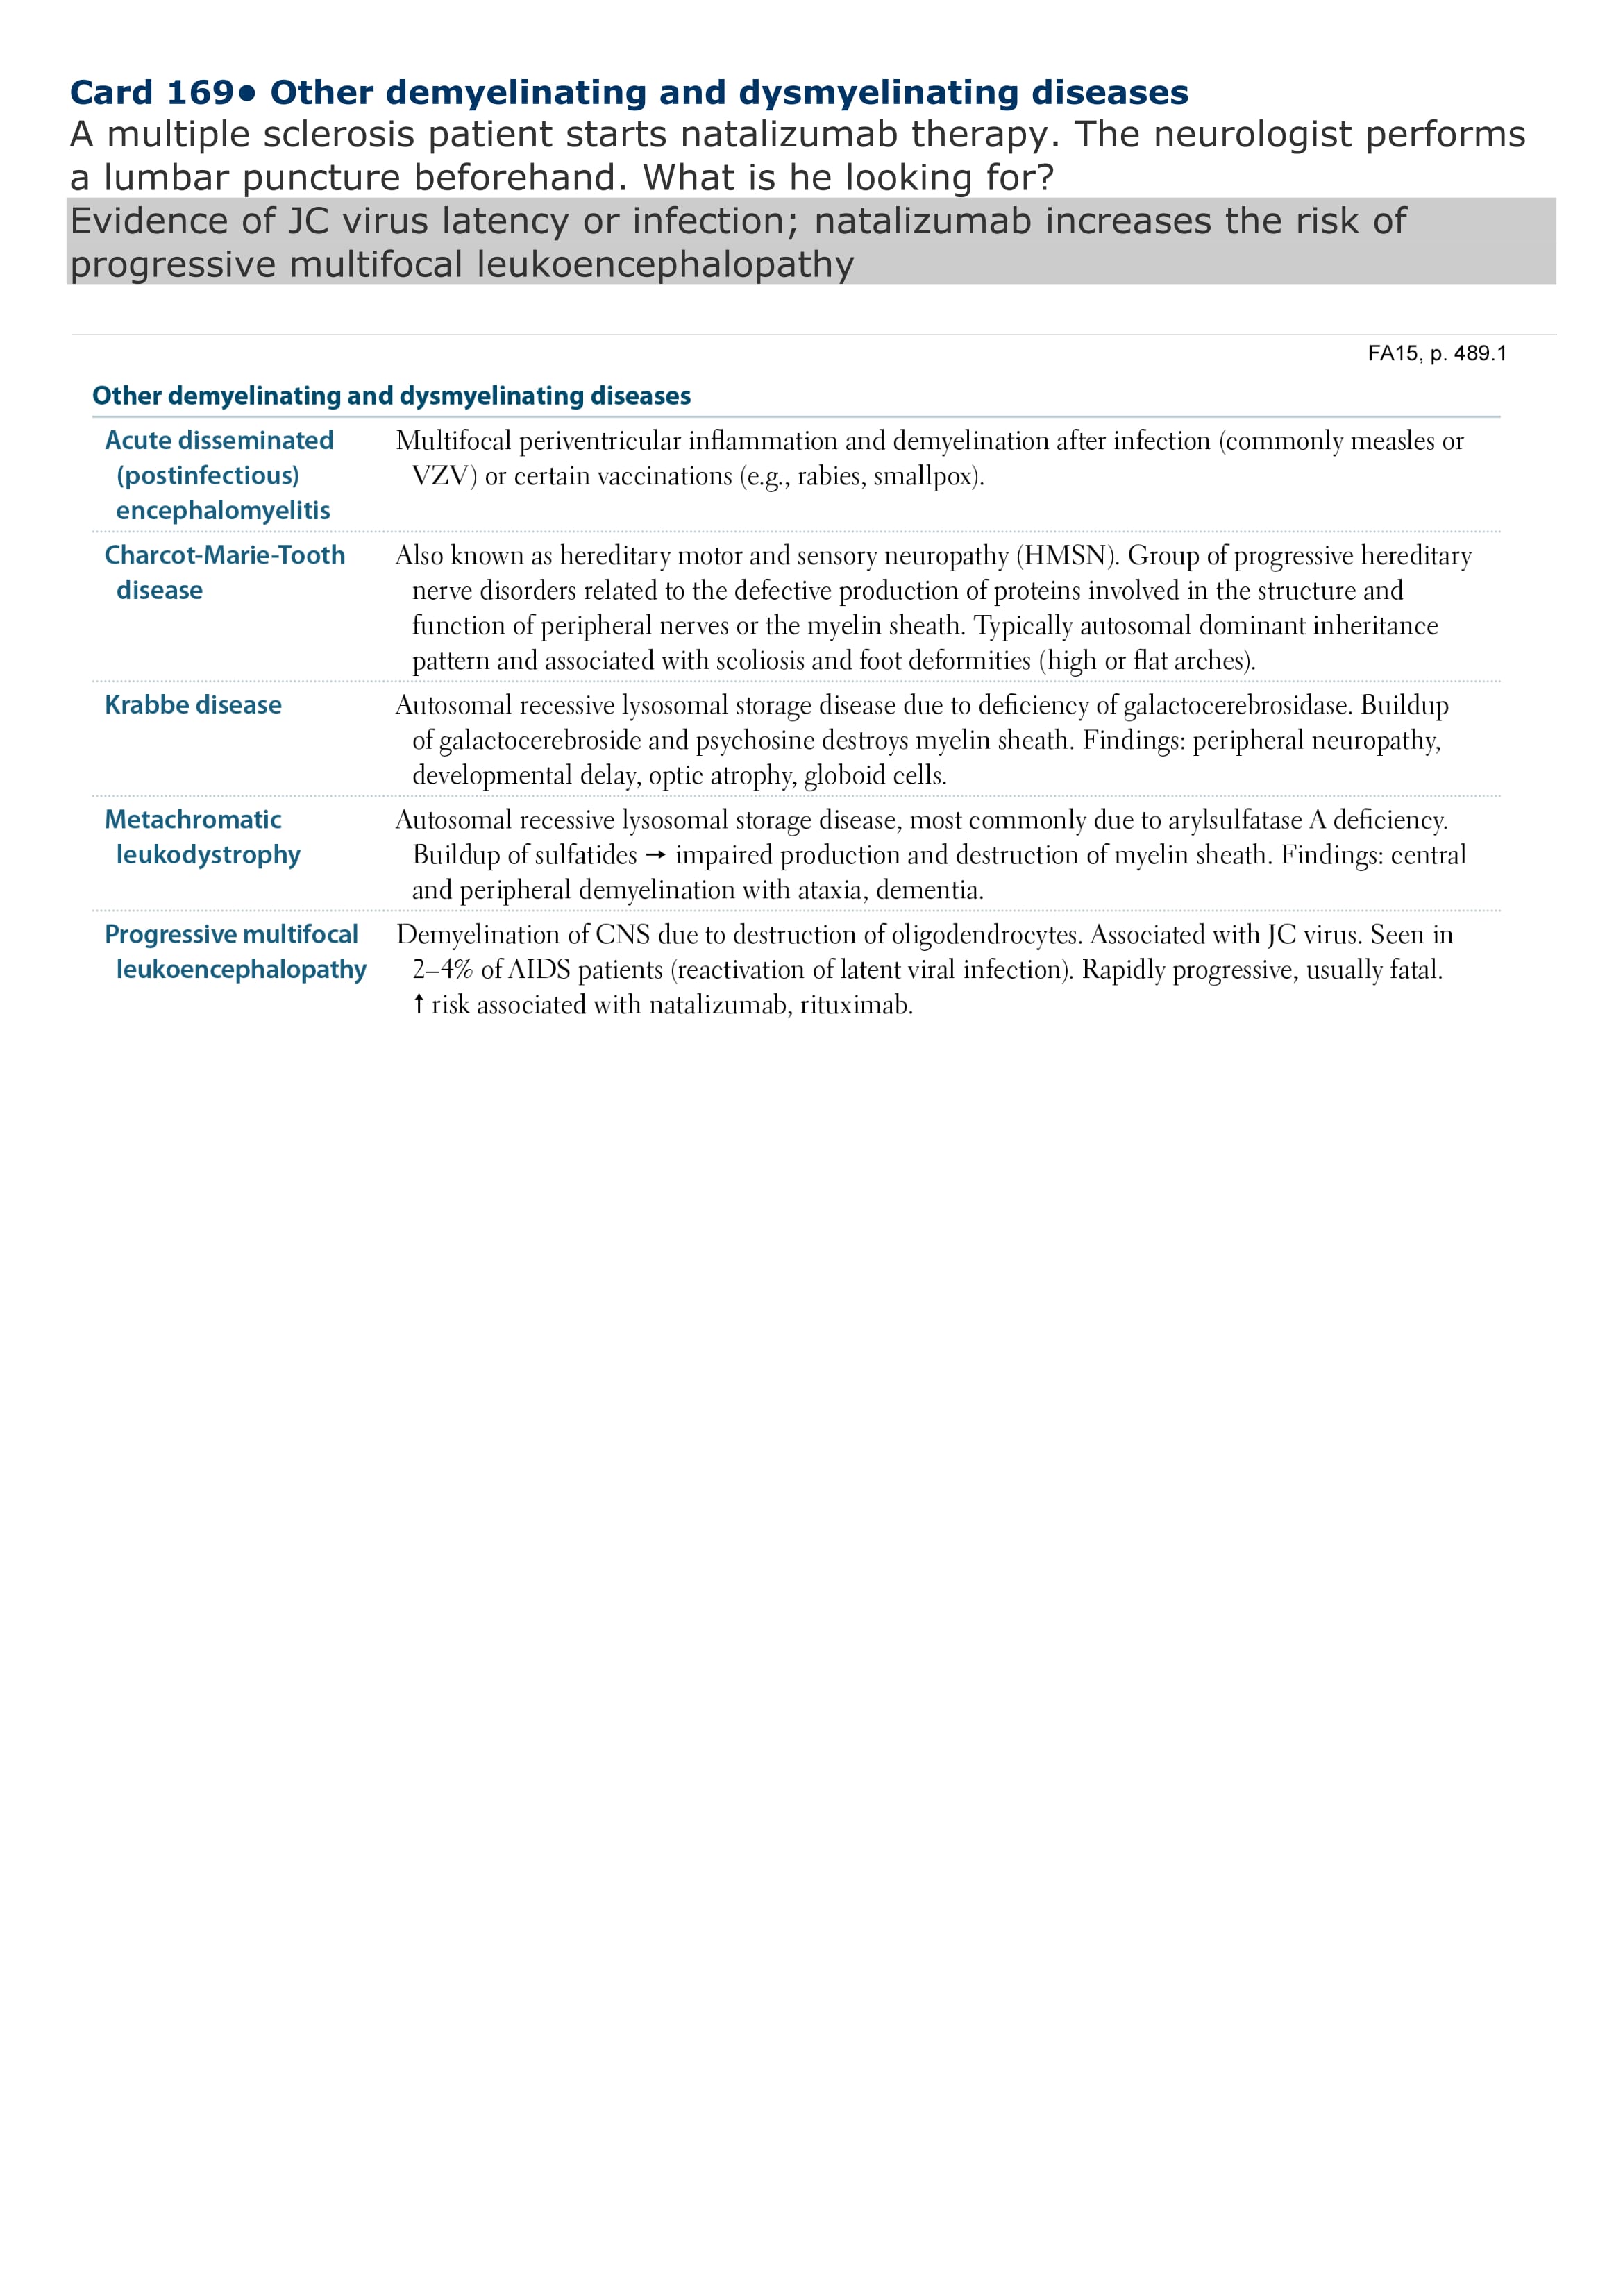 Card 169• Other demyelinating and dysmyelinating diseases
A multiple sclerosis patient starts natalizumab therapy. The neurologist performs
a lumbar puncture beforehand. What is he looking for?
Evidence of JC virus latency or infection; natalizumab increases the risk of
progressive multifocal leukoencephalopathy
FA15, p. 489.1
Other demyelinating and dysmyelinating diseases
Acute disseminated
(postinfectious)
encephalomyelitis
Multifocal periventricular inflammation and demyelination after infection (commonly measles or
VZV) or certain vaccinations (e.g., rabies, smallpox).
Charcot-Marie-Tooth
disease
Also known as hereditary motor and sensory neuropathy (HMSN). Group of progressive hereditary
nerve disorders related to the defective production of proteins involved in the structure and
function of peripheral nerves or the myelin sheath. Typically autosomal dominant inheritance
pattern and associated with scoliosis and foot deformities (high or flat arches).
Krabbe disease
Autosomal recessive lysosomal storage disease due to deficiency of galactocerebrosidase. Buildup
of galactocerebroside and psychosine destroys myelin sheath. Findings: peripheral neuropathy,
developmental delay, optic atrophy, globoid cells.
Metachromatic
leukodystrophy
Autosomal recessive lysosomal storage disease, most commonly due to arylsulfatase A deficiency.
Buildup of sulfatides → impaired production and destruction of myelin sheath. Findings: central
and peripheral demyelination with ataxia, dementia.
Progressive multifocal
leukoencephalopathy
Demyelination of CNS due to destruction of oligodendrocytes. Associated with JC virus. Seen in
2–4% of AIDS patients (reactivation of latent viral infection). Rapidly progressive, usually fatal.
↑ risk associated with natalizumab, rituximab.